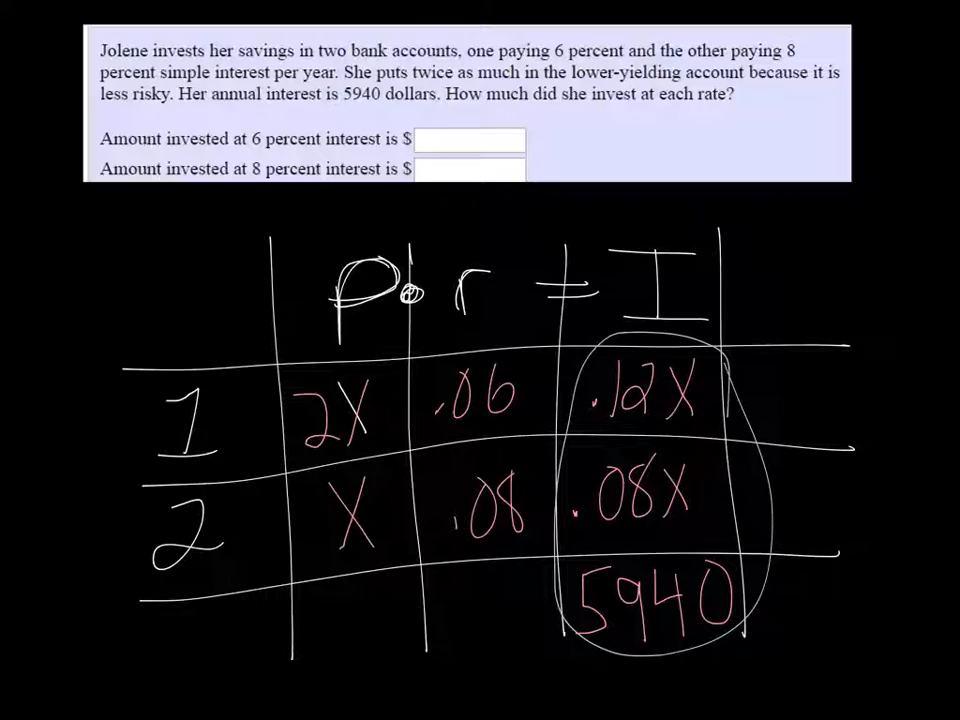 Jolene invests her savings in two bank accounts, one paying 6 percent and the other paying 8
percent simple interest per year. She puts twice as much in the lower-yielding account because it is
less risky. Her annual interest is 5940 dollars. How much did she invest at each rate?
Amount invested at 6 percent interest is $
Amount invested at 8 percent interest is $
P · r = I
1 2X .06 .12X
2 X .08 .08X
5940